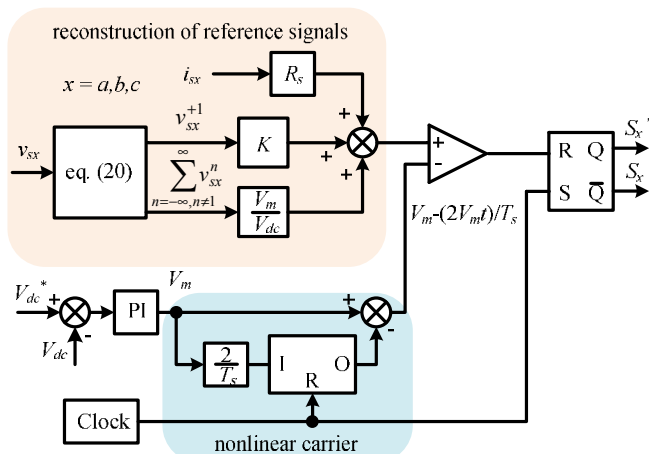 reconstruction of reference signals
x = a,b,c
i_sx
R_s
v_sx
eq. (20)
v_sx^{+1}
K
∑_{n=-∞,n≠1}^{∞} v_sx^n
V_m/V_dc
+
+
+
+
-
R Q
S Q̄
S_x'
S_x
V_m-(2V_mt)/T_s
V_dc*
+
-
V_dc
PI
V_m
+
-
2/T_s
I O
R
Clock
nonlinear carrier